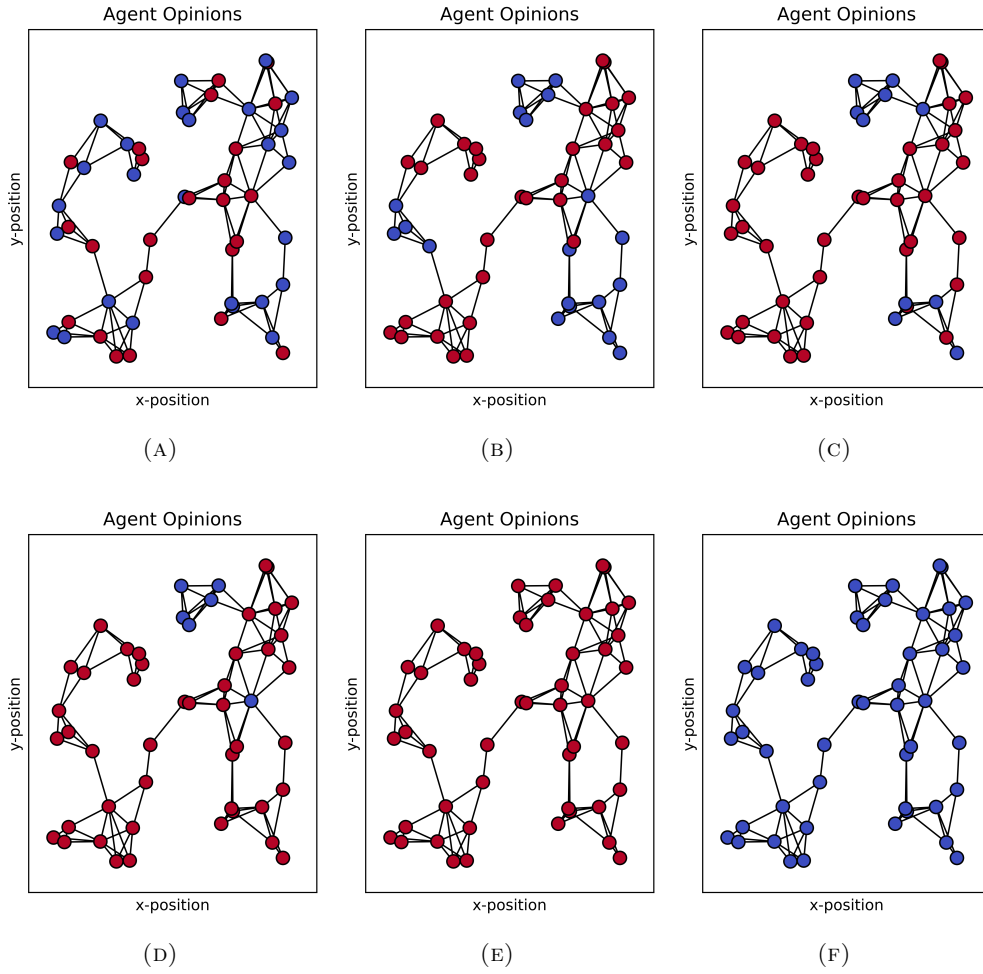 Agent Opinions Agent Opinions Agent Opinions
y-position y-position y-position
x-position x-position x-position
(A) (B) (C)
Agent Opinions Agent Opinions Agent Opinions
y-position y-position y-position
x-position x-position x-position
(D) (E) (F)